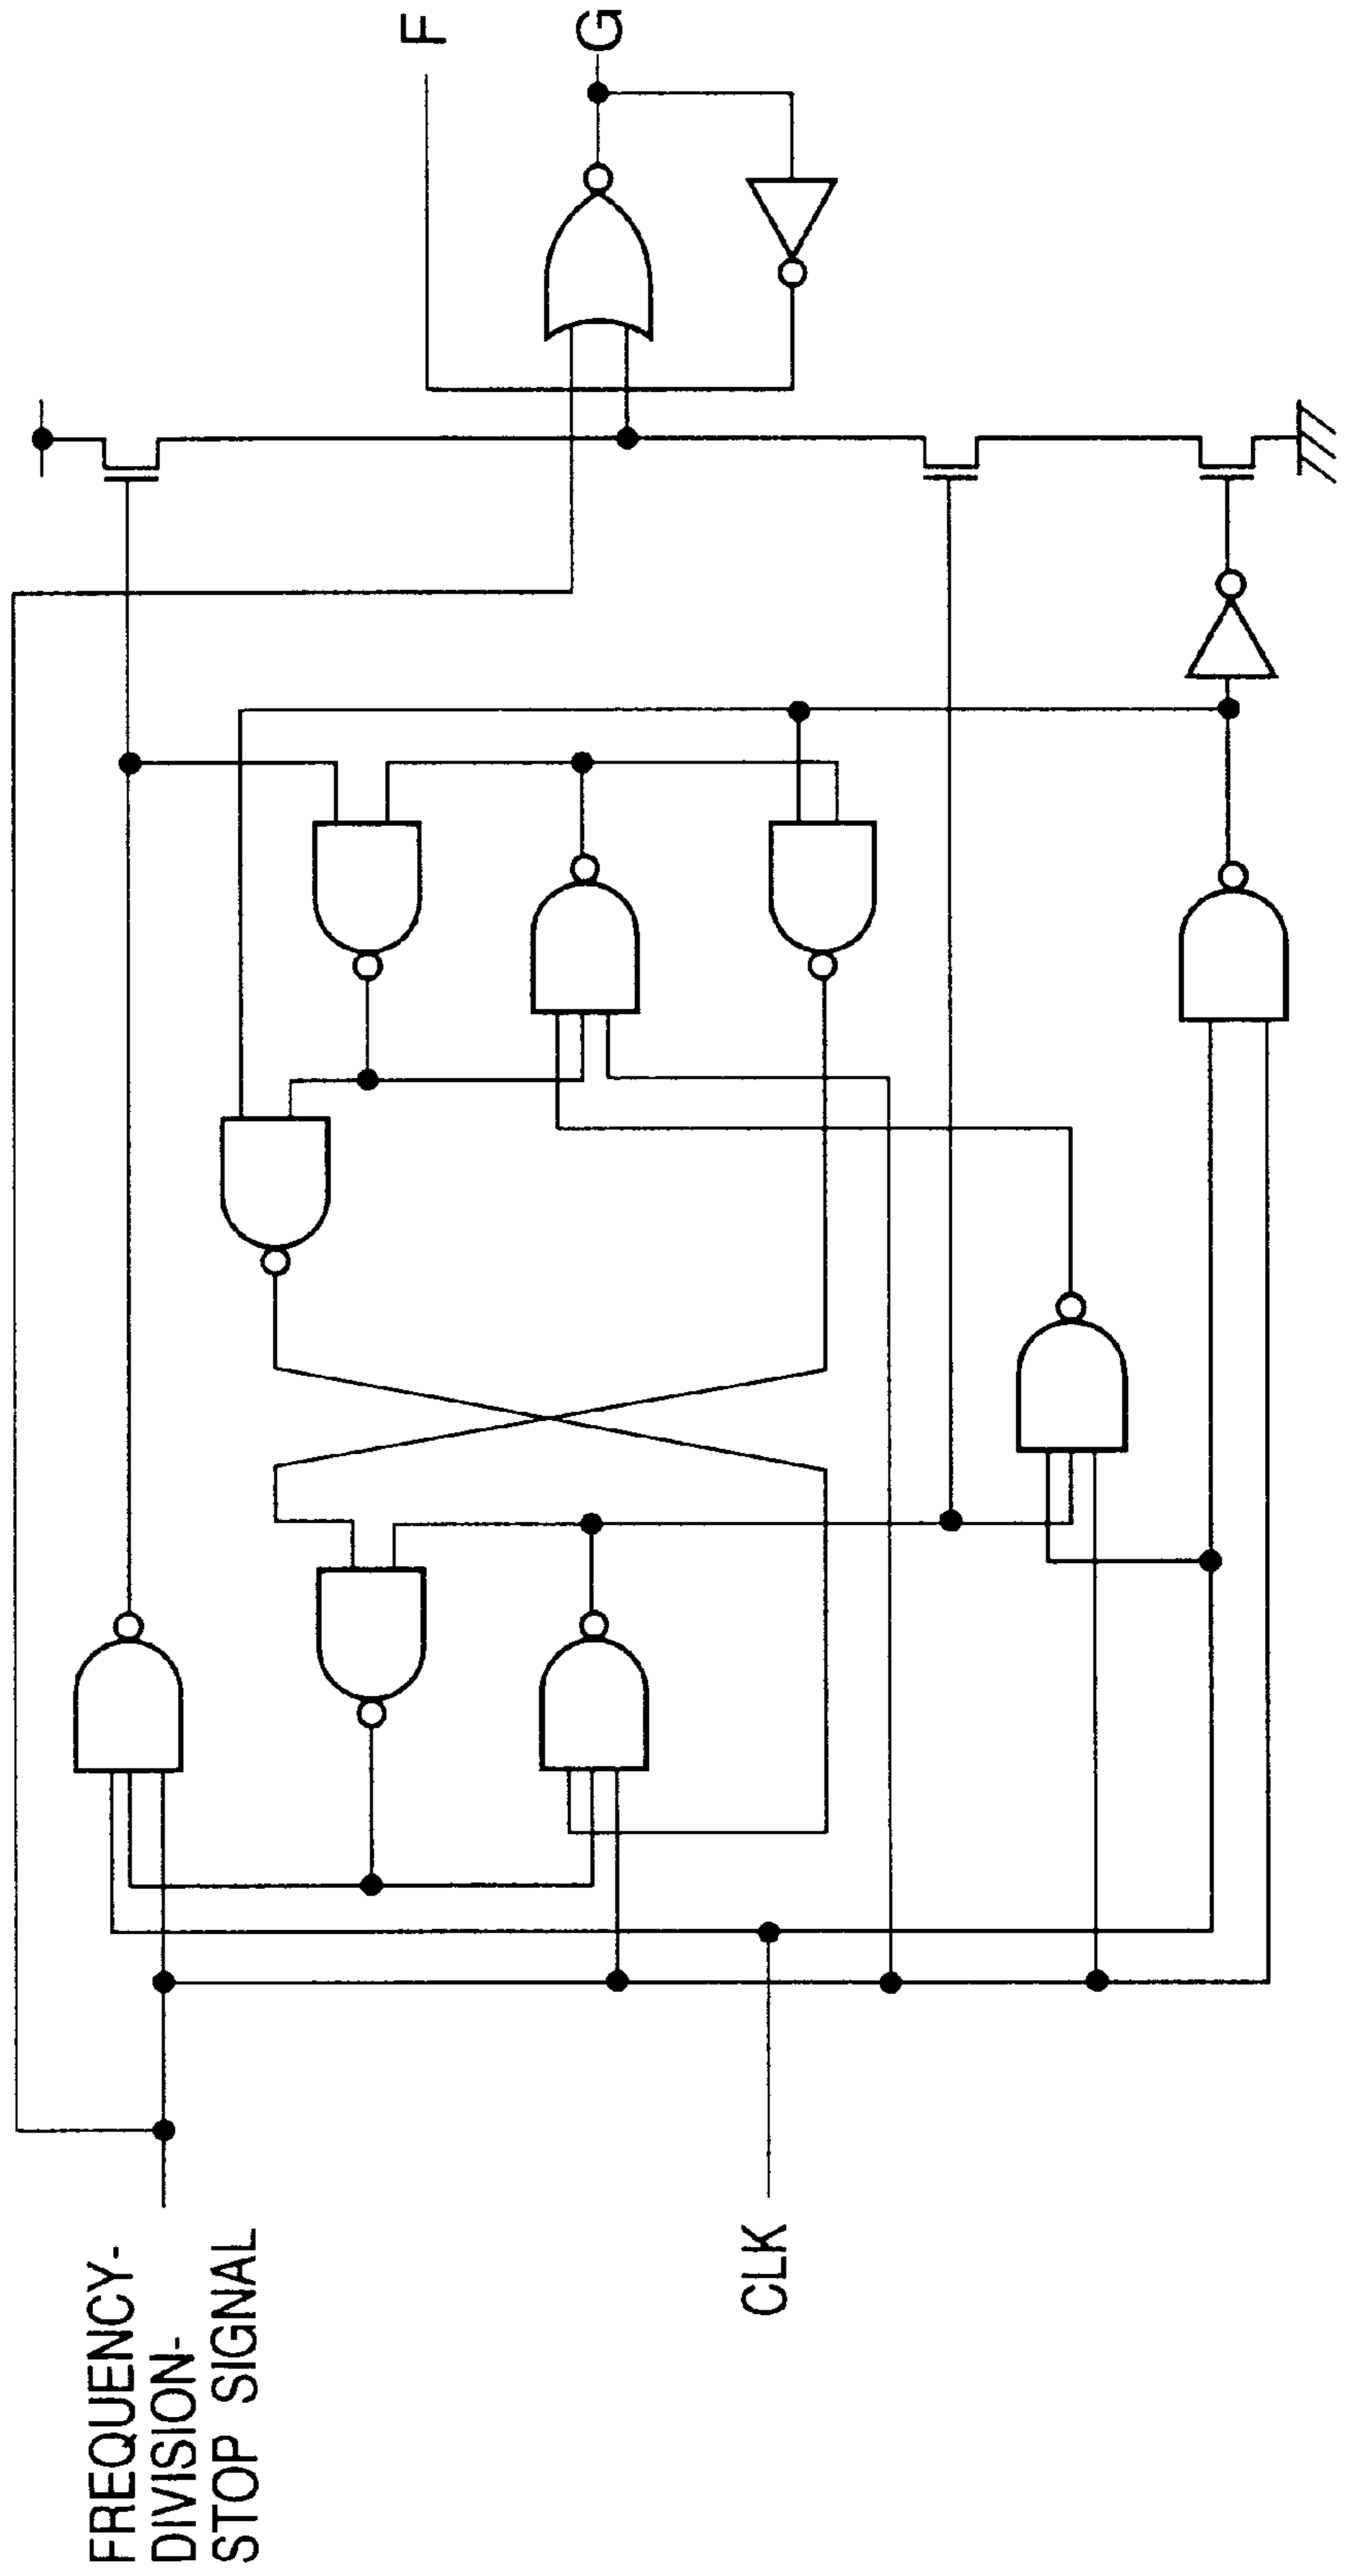 FREQUENCY-
DIVISION-
STOP SIGNAL
CLK
F
G